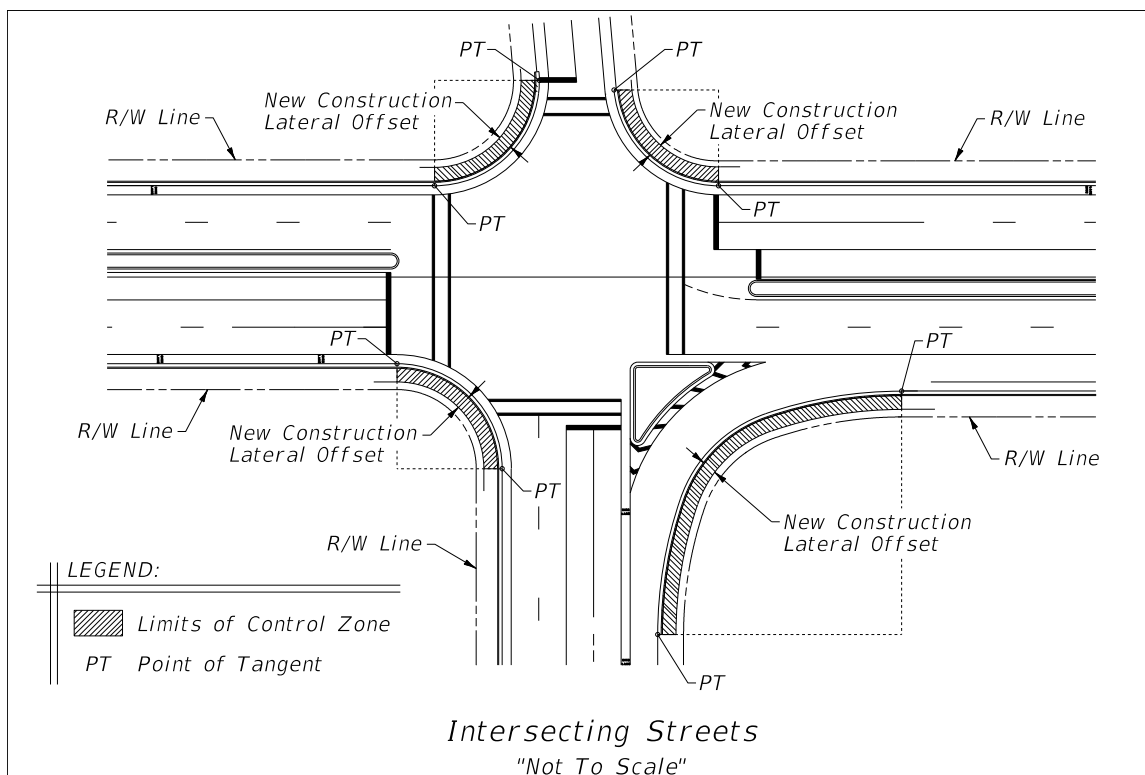 PT
PT
New Construction
Lateral Offset
New Construction
Lateral Offset
R/W Line
R/W Line
PT
PT
PT
PT
R/W Line
New Construction
Lateral Offset
R/W Line
PT
New Construction
Lateral Offset
R/W Line
LEGEND:
Limits of Control Zone
PT Point of Tangent
PT
Intersecting Streets
"Not To Scale"